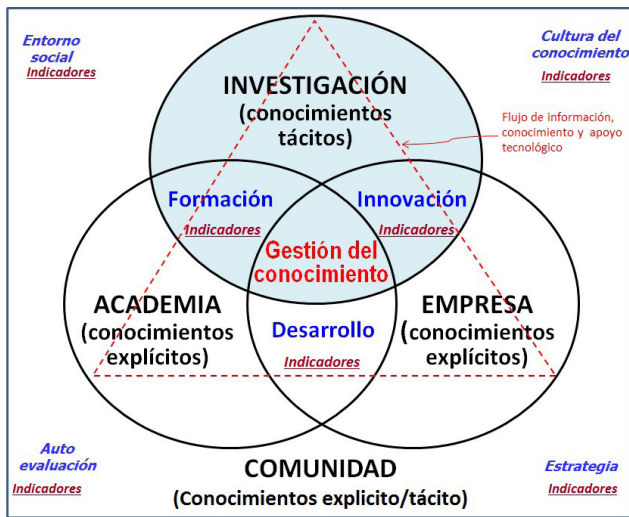 Entorno
social
Indicadores
Cultura del
conocimiento
Indicadores
INVESTIGACIÓN
(conocimientos
tácitos)
Flujo de información,
conocimiento y apoyo
tecnológico
Formación
Indicadores
Innovación
Indicadores
Gestión del
conocimiento
ACADEMIA
(conocimientos
explícitos)
EMPRESA
(conocimientos
explícitos)
Desarrollo
Indicadores
Auto
evaluación
Indicadores
COMUNIDAD
(Conocimientos explicito/tácito)
Estrategia
Indicadores